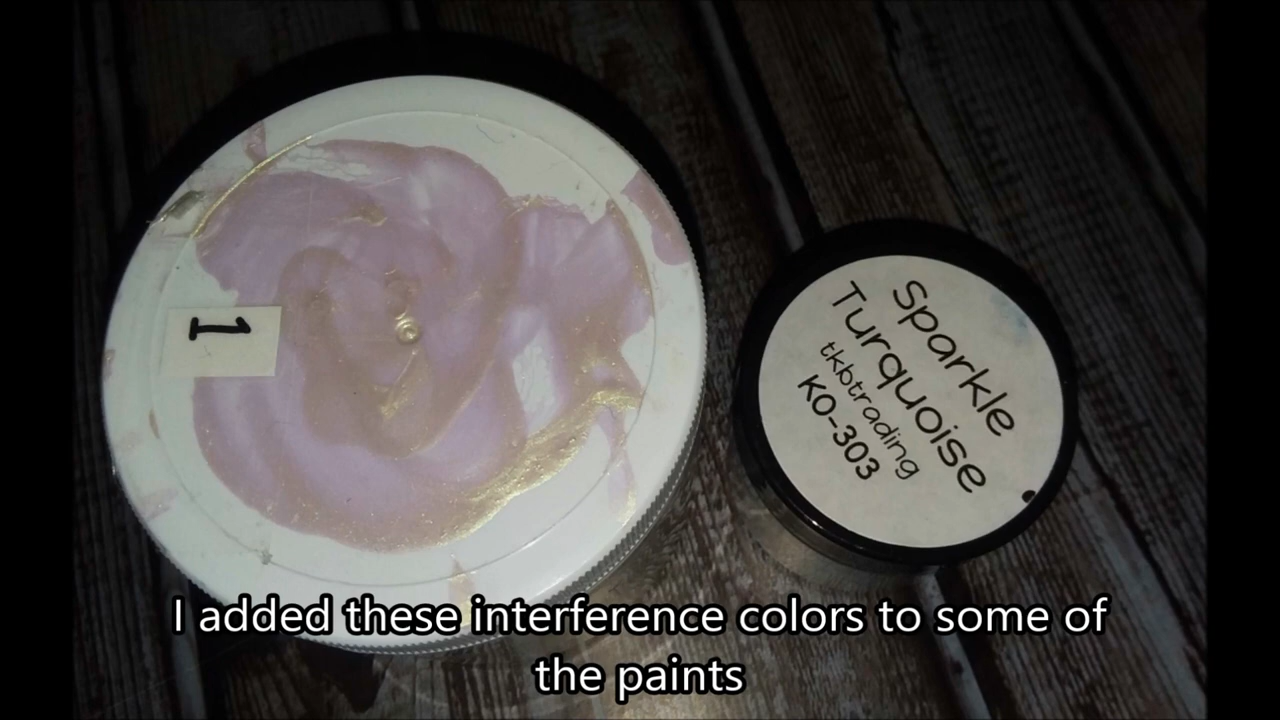 1
Sparkle
Turquoise
tkbtrading
KO-303
I added these interference colors to some of
the paints